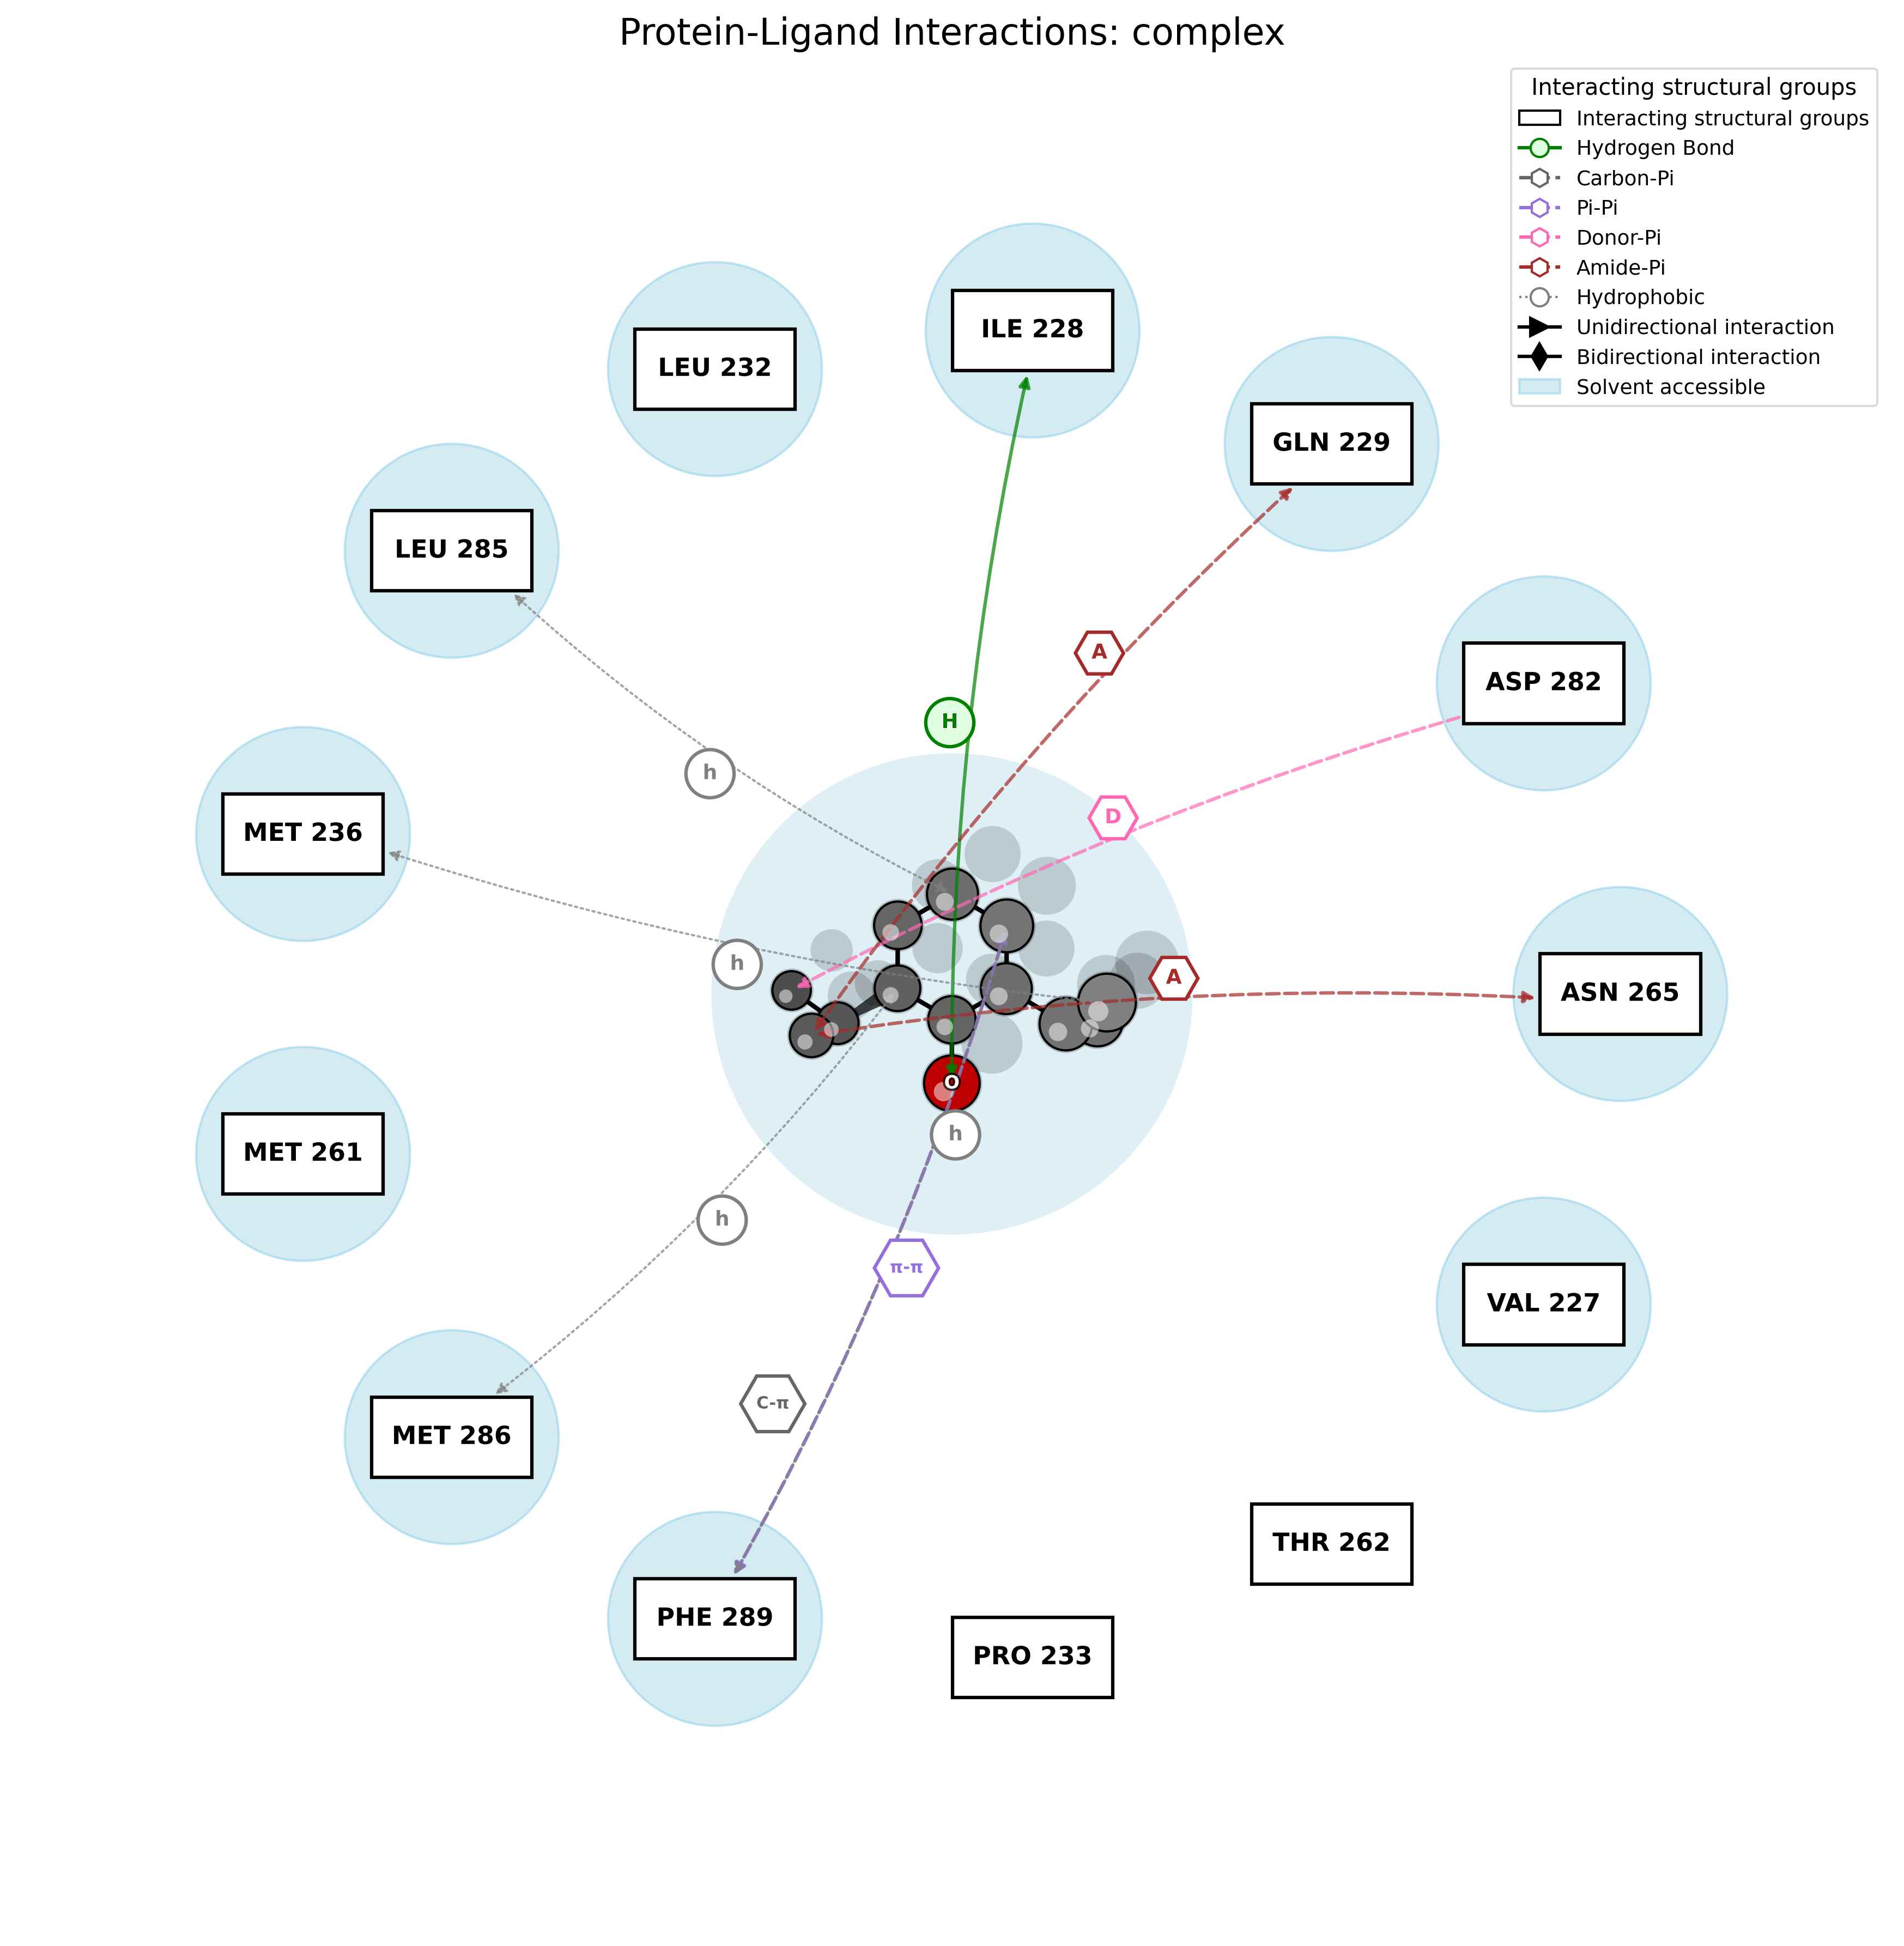 Protein-Ligand Interactions: complex
Interacting structural groups
Interacting structural groups
Hydrogen Bond
Carbon-Pi
Pi-Pi
Donor-Pi
Amide-Pi
Hydrophobic
Unidirectional interaction
Bidirectional interaction
Solvent accessible
ILE 228
LEU 232
GLN 229
LEU 285
A
ASP 282
H
h
D
MET 236
h
A
ASN 265
O
h
MET 261
h
π-π
VAL 227
C-π
MET 286
THR 262
PHE 289
PRO 233